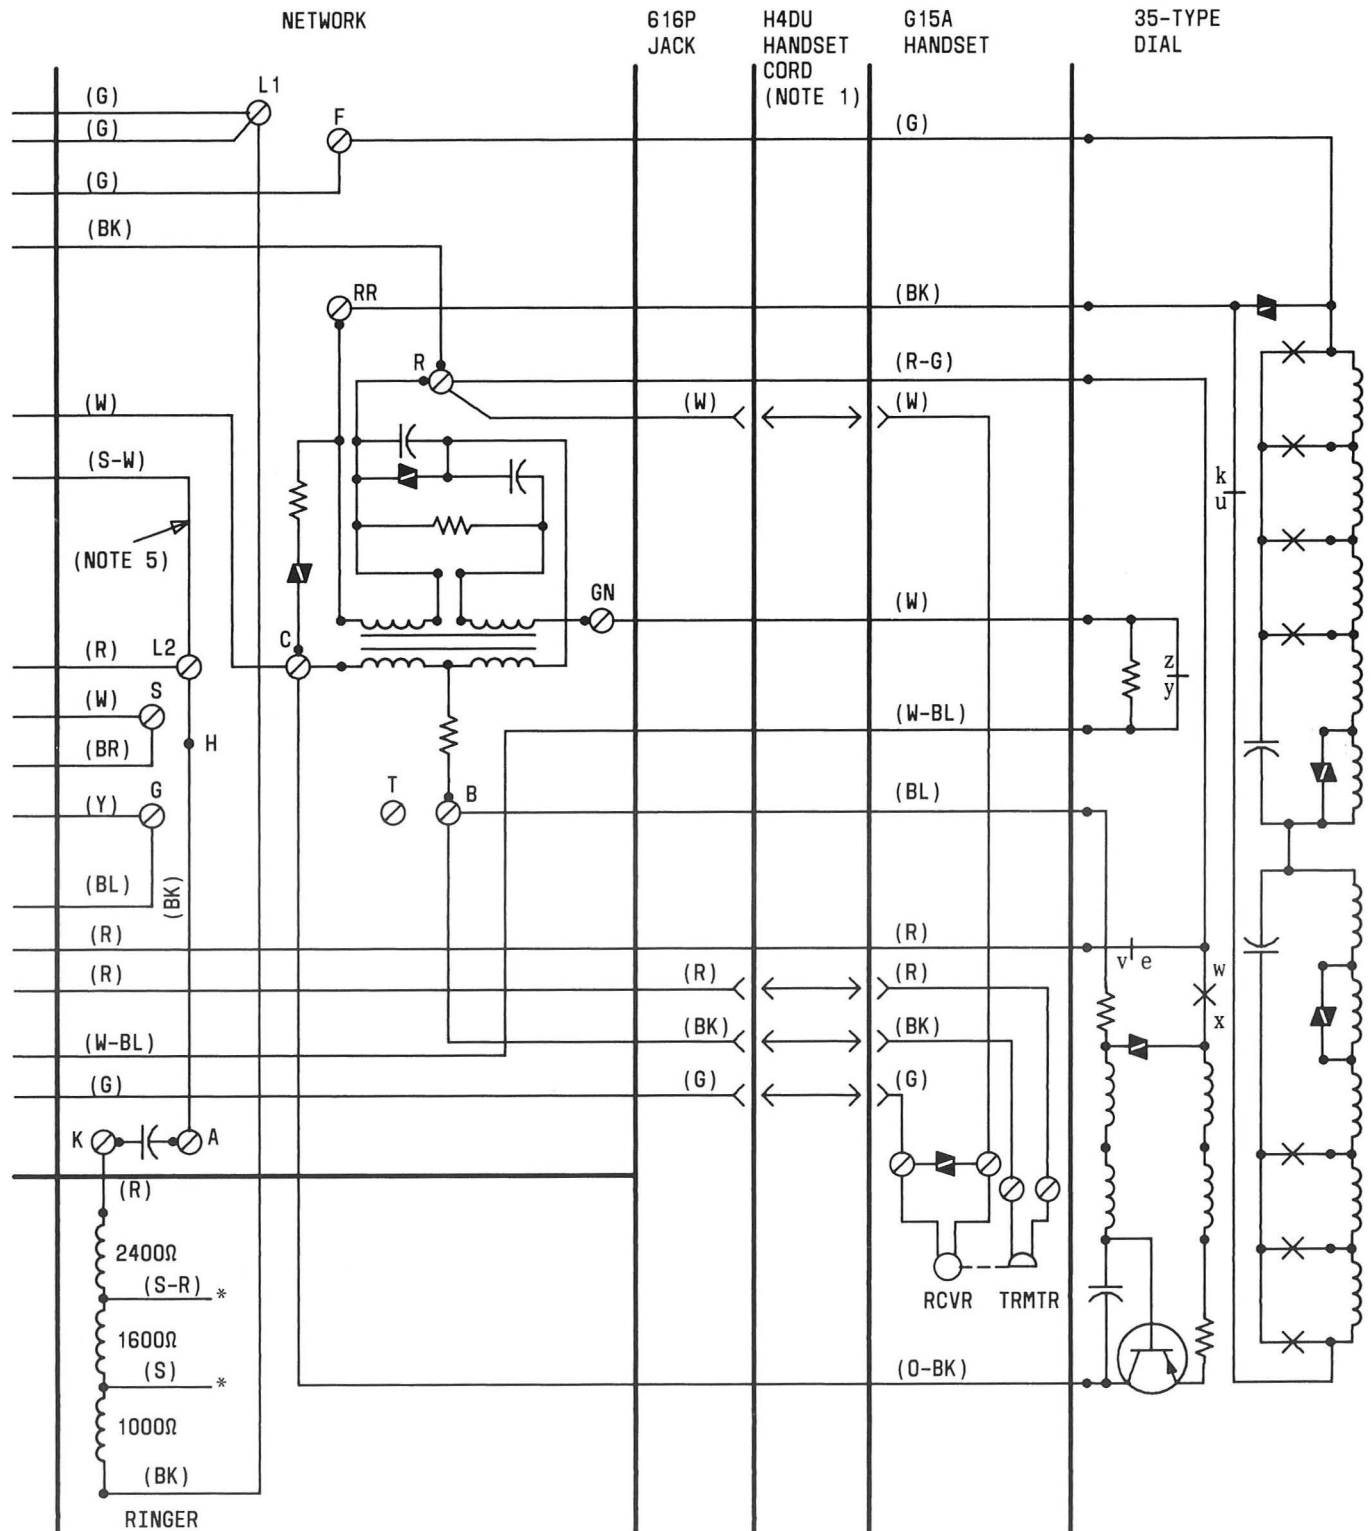 NETWORK
616P
JACK
H4DU
HANDSET
CORD
(NOTE 1)
G15A
HANDSET
35-TYPE
DIAL
(G)
L1
(G)
F
(G)
(G)
(BK)
RR
(BK)
R
(R-G)
(W)
(W)
(W)
(S-W)
k
u
(NOTE 5)
GN
(W)
C
(R)
L2
z
y
(W)
S
(W-BL)
(BR)
H
T
B
(BL)
(Y)
G
(BL)
(BK)
(R)
(R)
v
e
(R)
(R)
(R)
w
x
(BK)
(BK)
(W-BL)
(G)
(G)
(G)
K
A
(R)
2400Ω
(S-R)
*
RCVR
TRMTR
1600Ω
(S)
*
(O-BK)
1000Ω
(BK)
RINGER